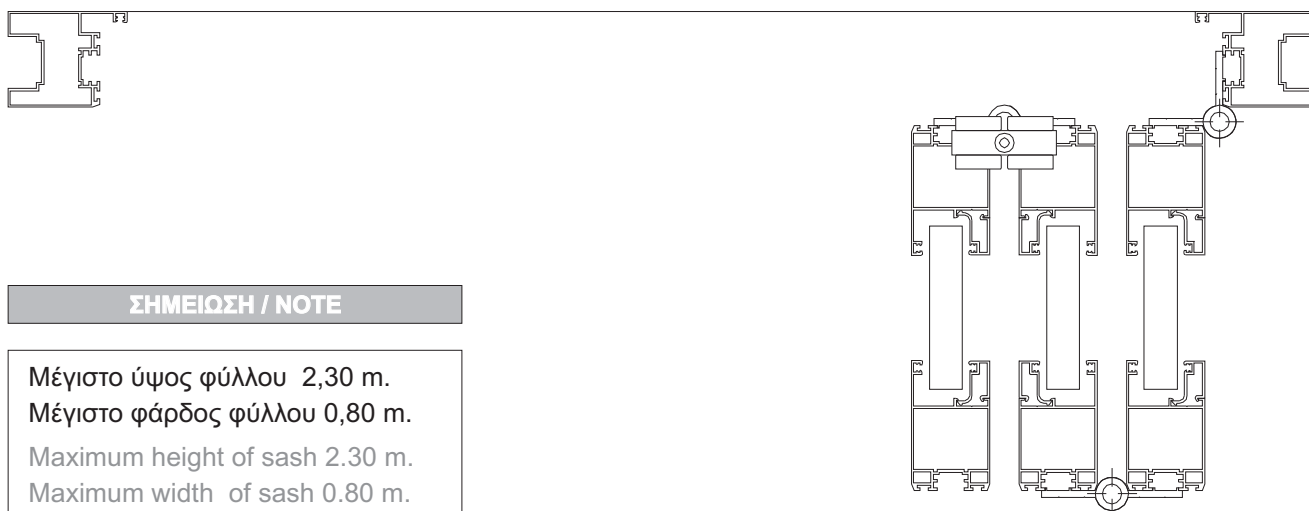 ΣΗΜΕΙΩΣΗ / NOTE
Μέγιστο ύψος φύλλου 2,30 m.
Μέγιστο φάρδος φύλλου 0,80 m.
Maximum height of sash 2.30 m.
Maximum width of sash 0.80 m.